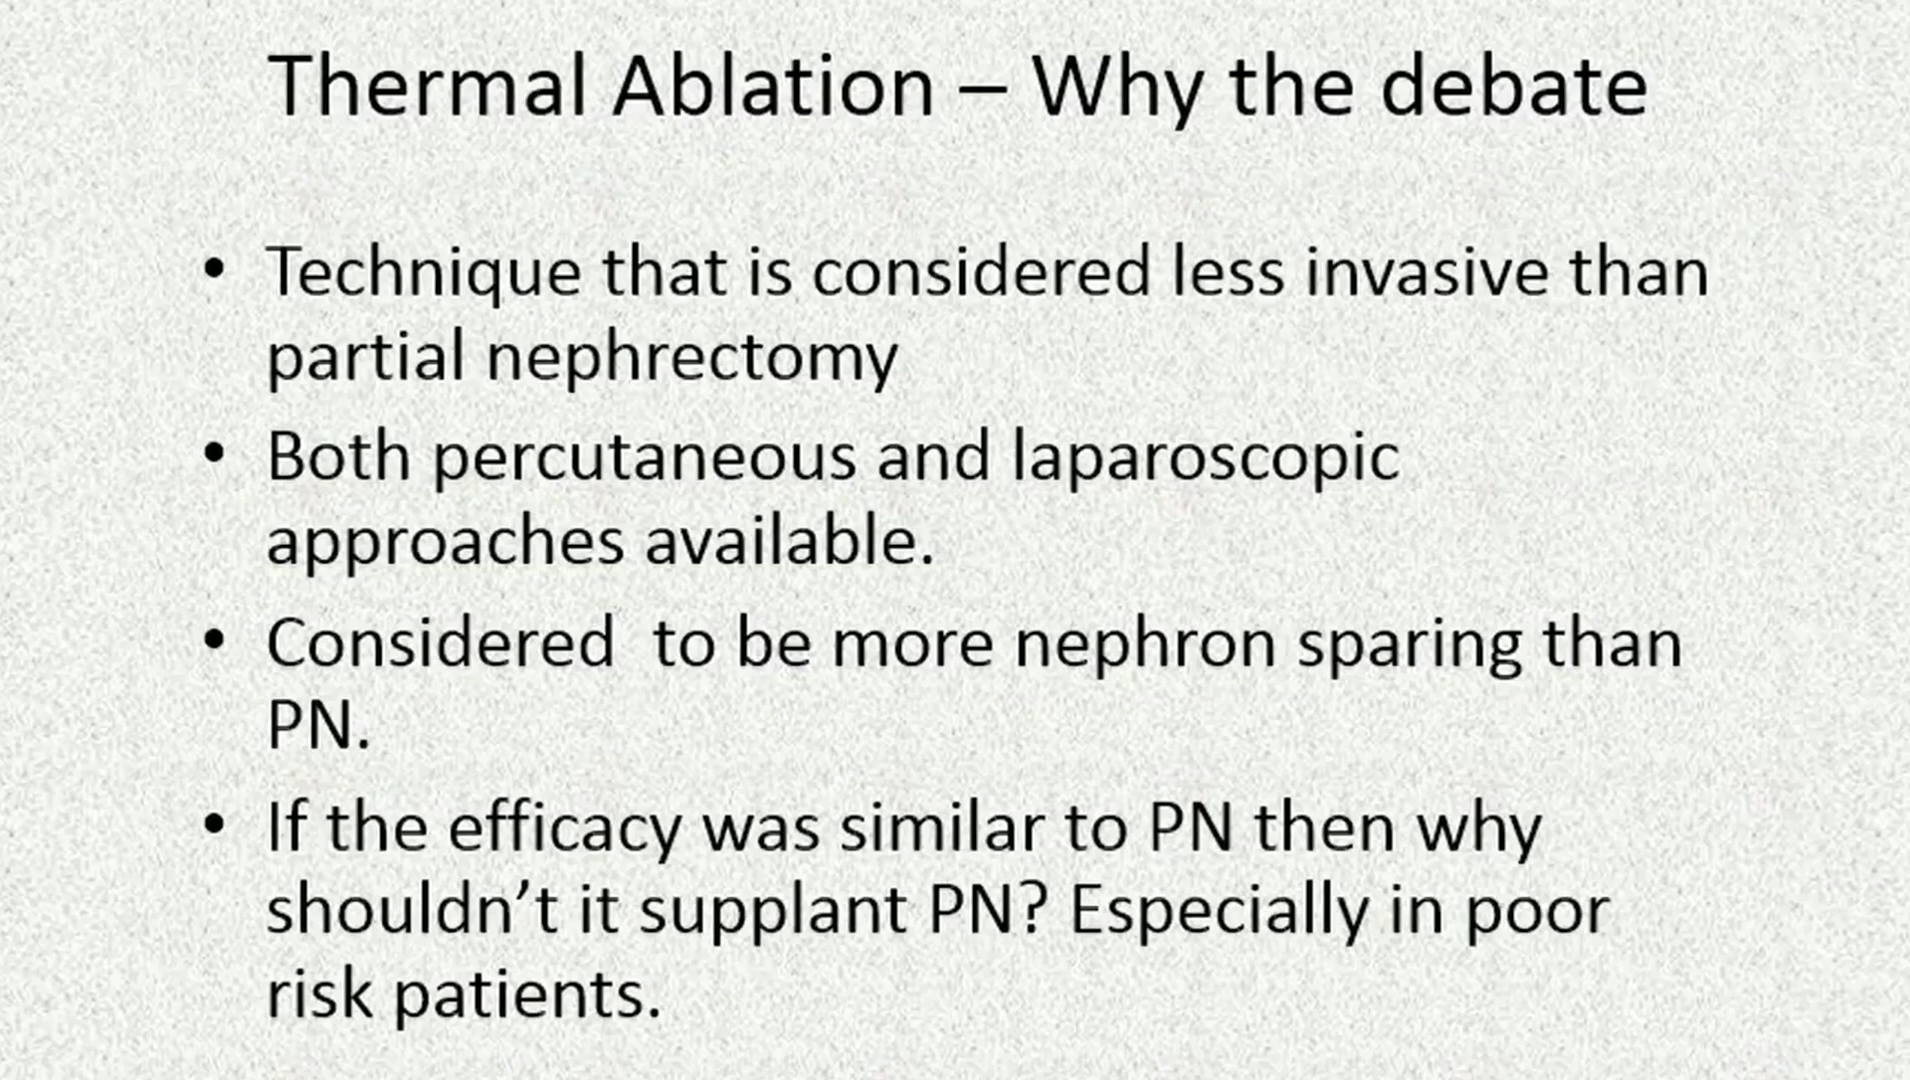 Thermal Ablation – Why the debate
• Technique that is considered less invasive than
partial nephrectomy
• Both percutaneous and laparoscopic
approaches available.
• Considered  to be more nephron sparing than
PN.
• If the efficacy was similar to PN then why
shouldn’t it supplant PN? Especially in poor
risk patients.